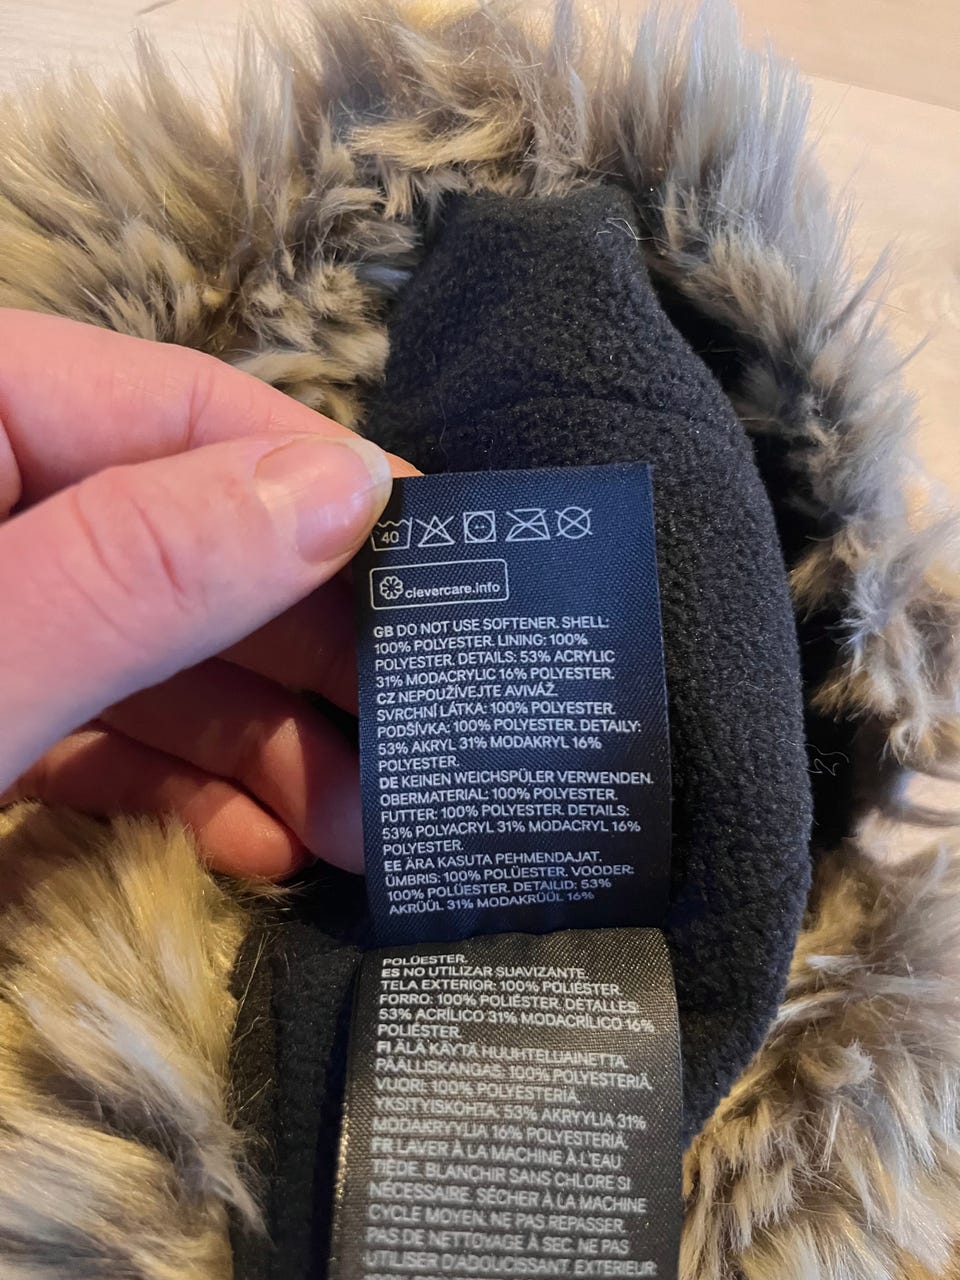 40
clevercare.info
GB DO NOT USE SOFTENER. SHELL:
100% POLYESTER. LINING: 100%
POLYESTER. DETAILS: 53% ACRYLIC
31% MODACRYLIC 16% POLYESTER.
CZ NEPOUŽÍVEJTE AVIVÁŽ.
SVRCHNÍ LÁTKA: 100% POLYESTER.
PODŠÍVKA: 100% POLYESTER. DETAILY:
53% AKRYL 31% MODAKRYL 16%
POLYESTER.
DE KEINEN WEICHSPÜLER VERWENDEN.
OBERMATERIAL: 100% POLYESTER.
FUTTER: 100% POLYESTER. DETAILS:
53% POLYACRYL 31% MODACRYL 16%
POLYESTER.
EE ÄRA KASUTA PEHMENDAJAT.
ÜMBRIS: 100% POLÜESTER. VOODER:
100% POLÜESTER. DETAILID: 53%
AKRÜÜL 31% MODAKRÜÜL 16%
POLÜESTER.
ES NO UTILIZAR SUAVIZANTE.
TELA EXTERIOR: 100% POLIÉSTER.
FORRO: 100% POLIÉSTER. DETALLES:
53% ACRÍLICO 31% MODACRÍLICO 16%
POLIÉSTER.
FI ÄLÄ KÄYTÄ HUUHTELUAINETTA.
PÄÄLLISKANGAS: 100% POLYESTERIÄ.
VUORI: 100% POLYESTERIÄ.
YKSITYISKOHTA: 53% AKRYYLIA 31%
MODAKRYYLIA 16% POLYESTERIÄ.
FR LAVER À LA MACHINE À L'EAU
TIÈDE. BLANCHIR SANS CHLORE SI
NÉCESSAIRE. SÉCHER À LA MACHINE
CYCLE MOYEN. NE PAS REPASSER.
PAS DE NETTOYAGE À SEC. NE PAS
UTILISER D'ADOUCISSANT. EXTÉRIEUR: